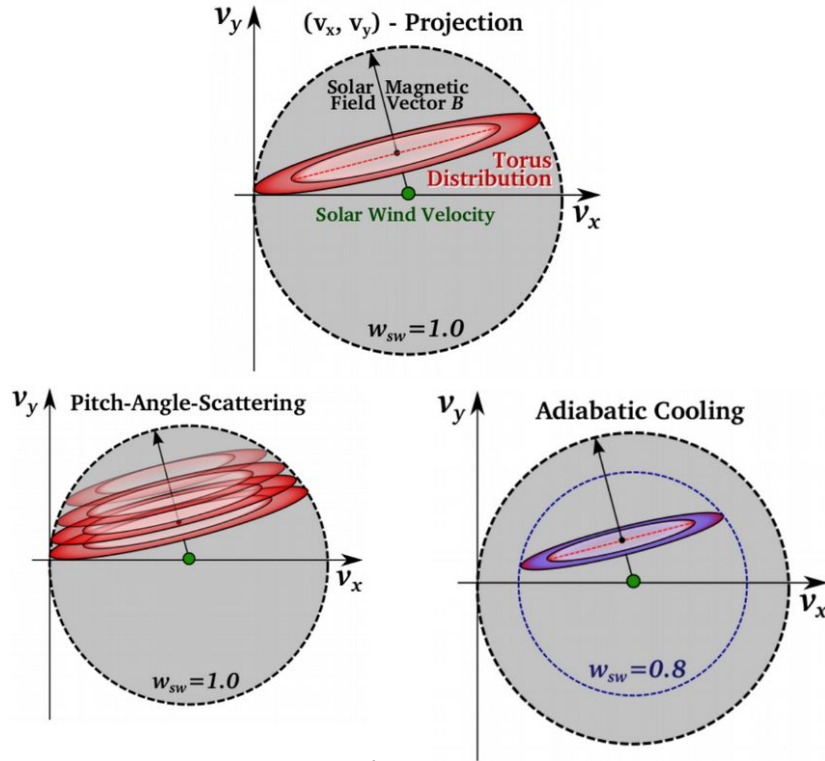 v_y
(v_x, v_y) - Projection
Solar Magnetic
Field Vector B
Torus
Distribution
Solar Wind Velocity
v_x
w_sw=1.0
v_y
Pitch-Angle-Scattering
v_x
w_sw=1.0
v_y
Adiabatic Cooling
v_x
w_sw=0.8